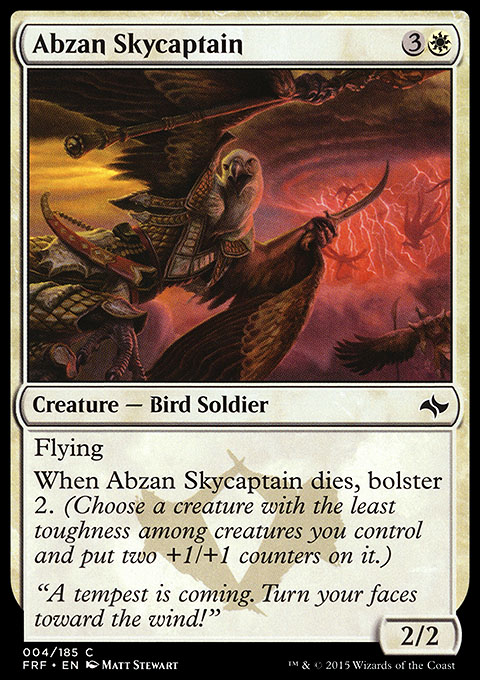 Abzan Skycaptain 3
Creature — Bird Soldier
Flying
When Abzan Skycaptain dies, bolster
2. (Choose a creature with the least
toughness among creatures you control
and put two +1/+1 counters on it.)
“A tempest is coming. Turn your faces
toward the wind!”
2/2
004/185 C
FRF • EN Matt Stewart
™ & © 2015 Wizards of the Coast